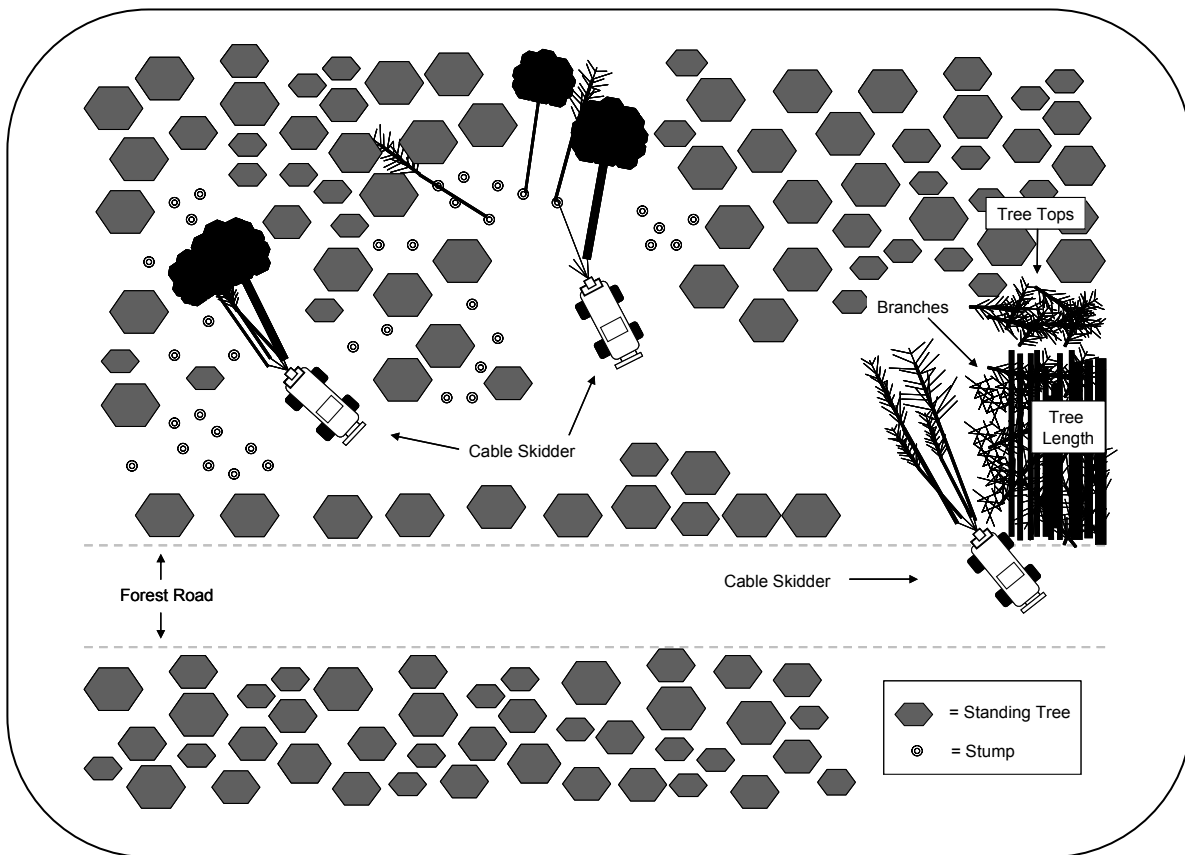 Tree Tops
Branches
Tree
Length
Cable Skidder
Cable Skidder
Forest Road
= Standing Tree
= Stump